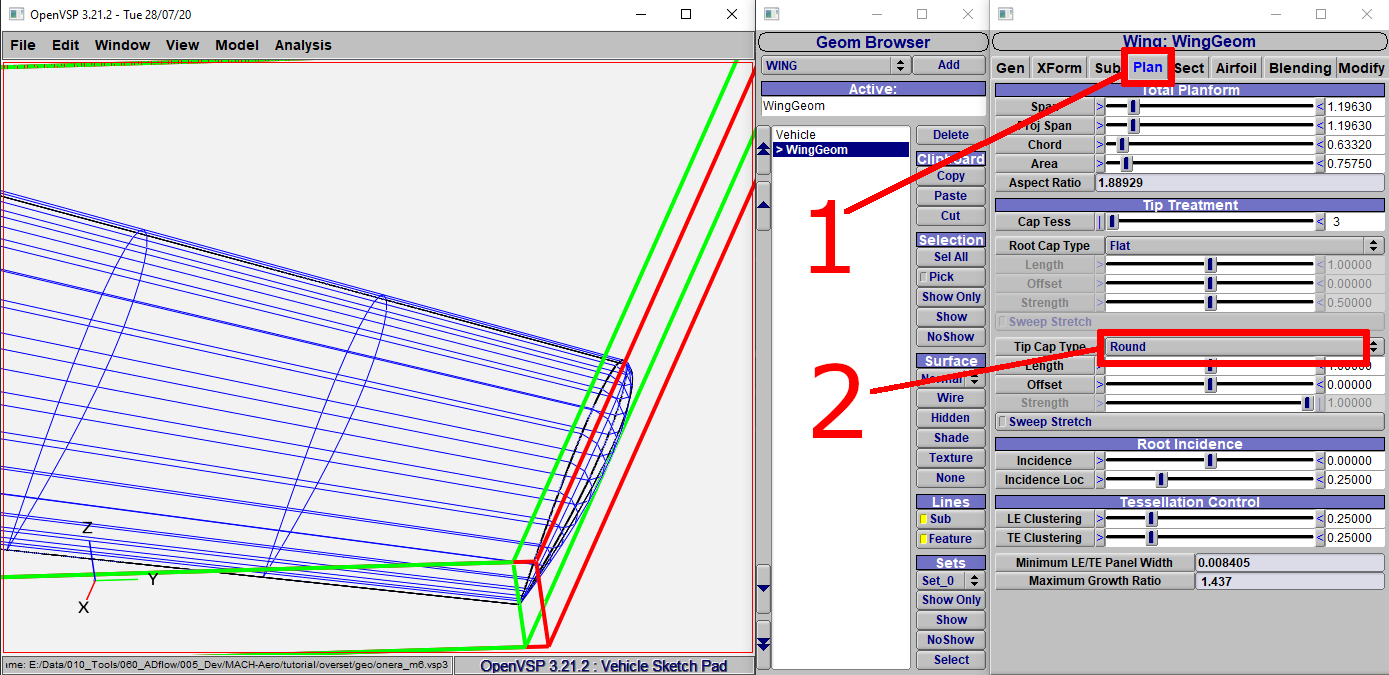 OpenVSP 3.21.2 - Tue 28/07/20
File Edit Window View Model Analysis
Z
Y
X
ame: E:/Data/010_Tools/060_ADflow/005_Dev/MACH-Aero/tutorial/overset/geo/onera_m6.vsp3
OpenVSP 3.21.2 : Vehicle Sketch Pad
Geom Browser
WING Add
Active:
WingGeom
Vehicle
> WingGeom
Delete
Clipboard
Copy
Paste
Cut
Selection
Sel All
Pick
Show Only
Show
NoShow
Surface
Normal
Wire
Hidden
Shade
Texture
None
Lines
Sub
Feature
Sets
Set_0
Show Only
Show
NoShow
Select
1
2
Wing: WingGeom
Gen XForm Sub Plan Sect Airfoil Blending Modify
Total Planform
Span > < 1.19630
Proj Span > < 1.19630
Chord > < 0.63320
Area > < 0.75750
Aspect Ratio 1.88929
Tip Treatment
Cap Tess | < 3
Root Cap Type Flat
Length > < 1.00000
Offset > < 0.00000
Strength > < 0.50000
Sweep Stretch
Tip Cap Type Round
Length > < 1.00000
Offset > < 0.00000
Strength > | 1.00000
Sweep Stretch
Root Incidence
Incidence > < 0.00000
Incidence Loc > < 0.25000
Tessellation Control
LE Clustering > < 0.25000
TE Clustering > < 0.25000
Minimum LE/TE Panel Width 0.008405
Maximum Growth Ratio 1.437